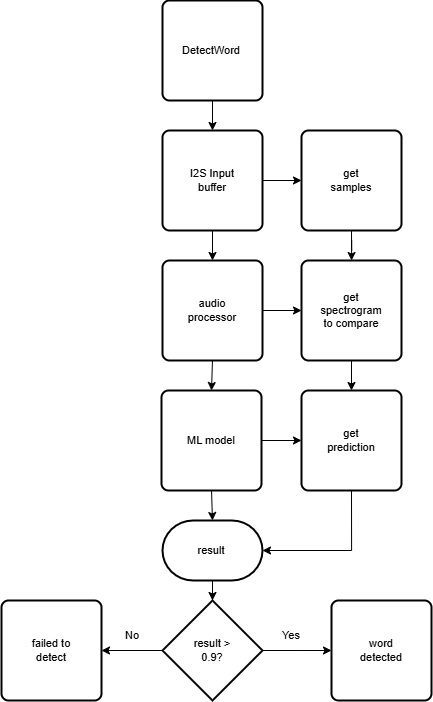 DetectWord
I2S Input
buffer
get
samples
audio
processor
get
spectrogram
to compare
ML model
get
prediction
result
failed to
detect
No
result >
0.9?
Yes
word
detected